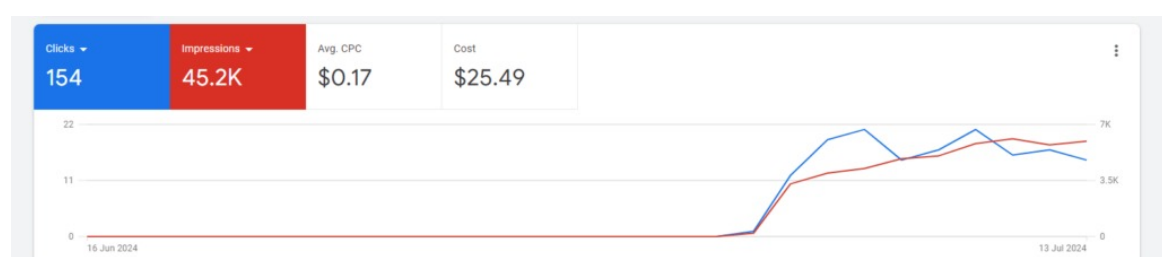 Clicks
Impressions
Avg. CPC
Cost
154
45.2K
$0.17
$25.49
22
7K
11
3.5K
0
0
16 Jun 2024
13 Jul 2024